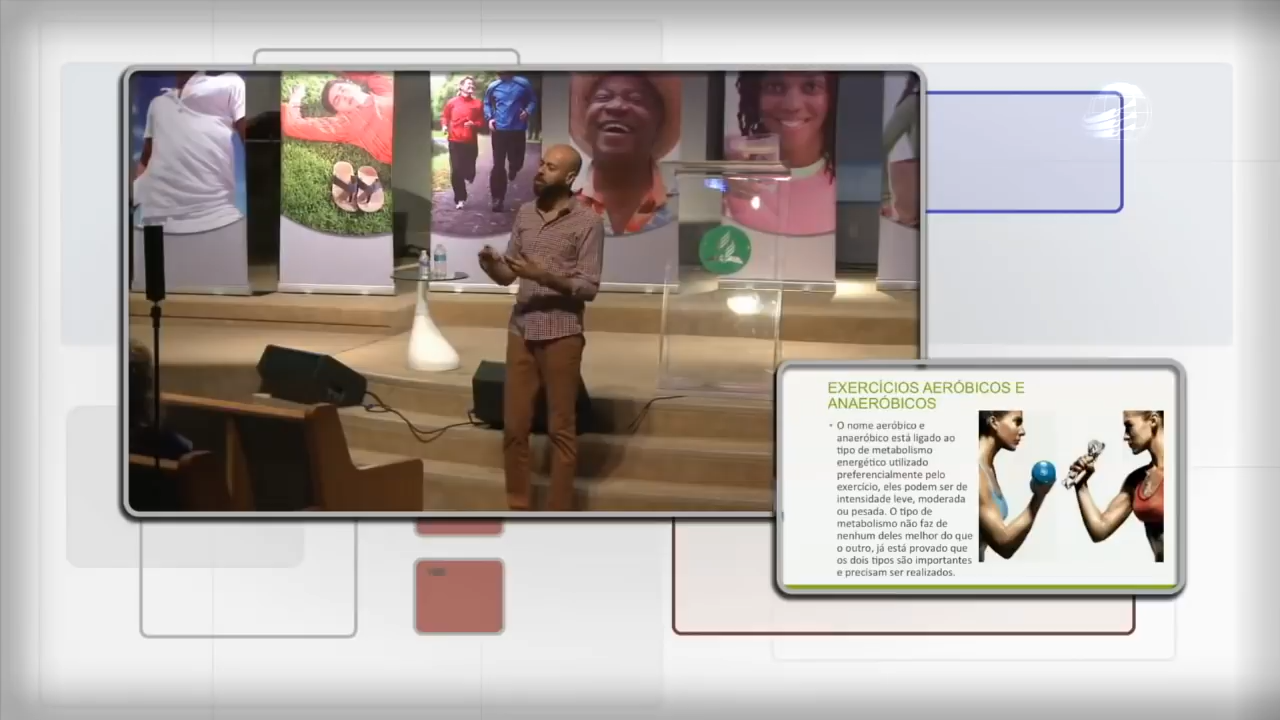 EXERCÍCIOS AERÓBICOS E
ANAERÓBICOS
• O nome aeróbico e
anaeróbico está ligado ao
tipo de metabolismo
energético utilizado
preferencialmente pelo
exercício, eles podem ser de
intensidade leve, moderada
ou pesada. O tipo de
metabolismo não faz de
nenhum deles melhor do que
o outro, já está provado que
os dois tipos são importantes
e precisam ser realizados.